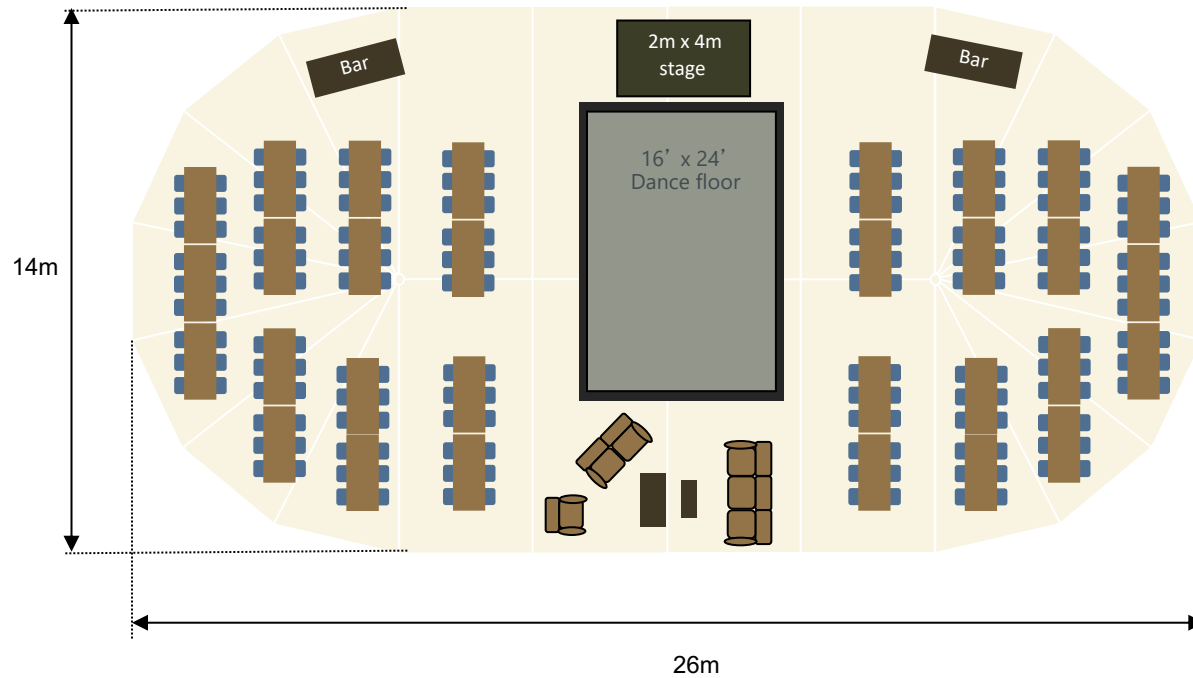 2m x 4m
stage
Bar
Bar
16’ x 24’
Dance floor
14m
26m